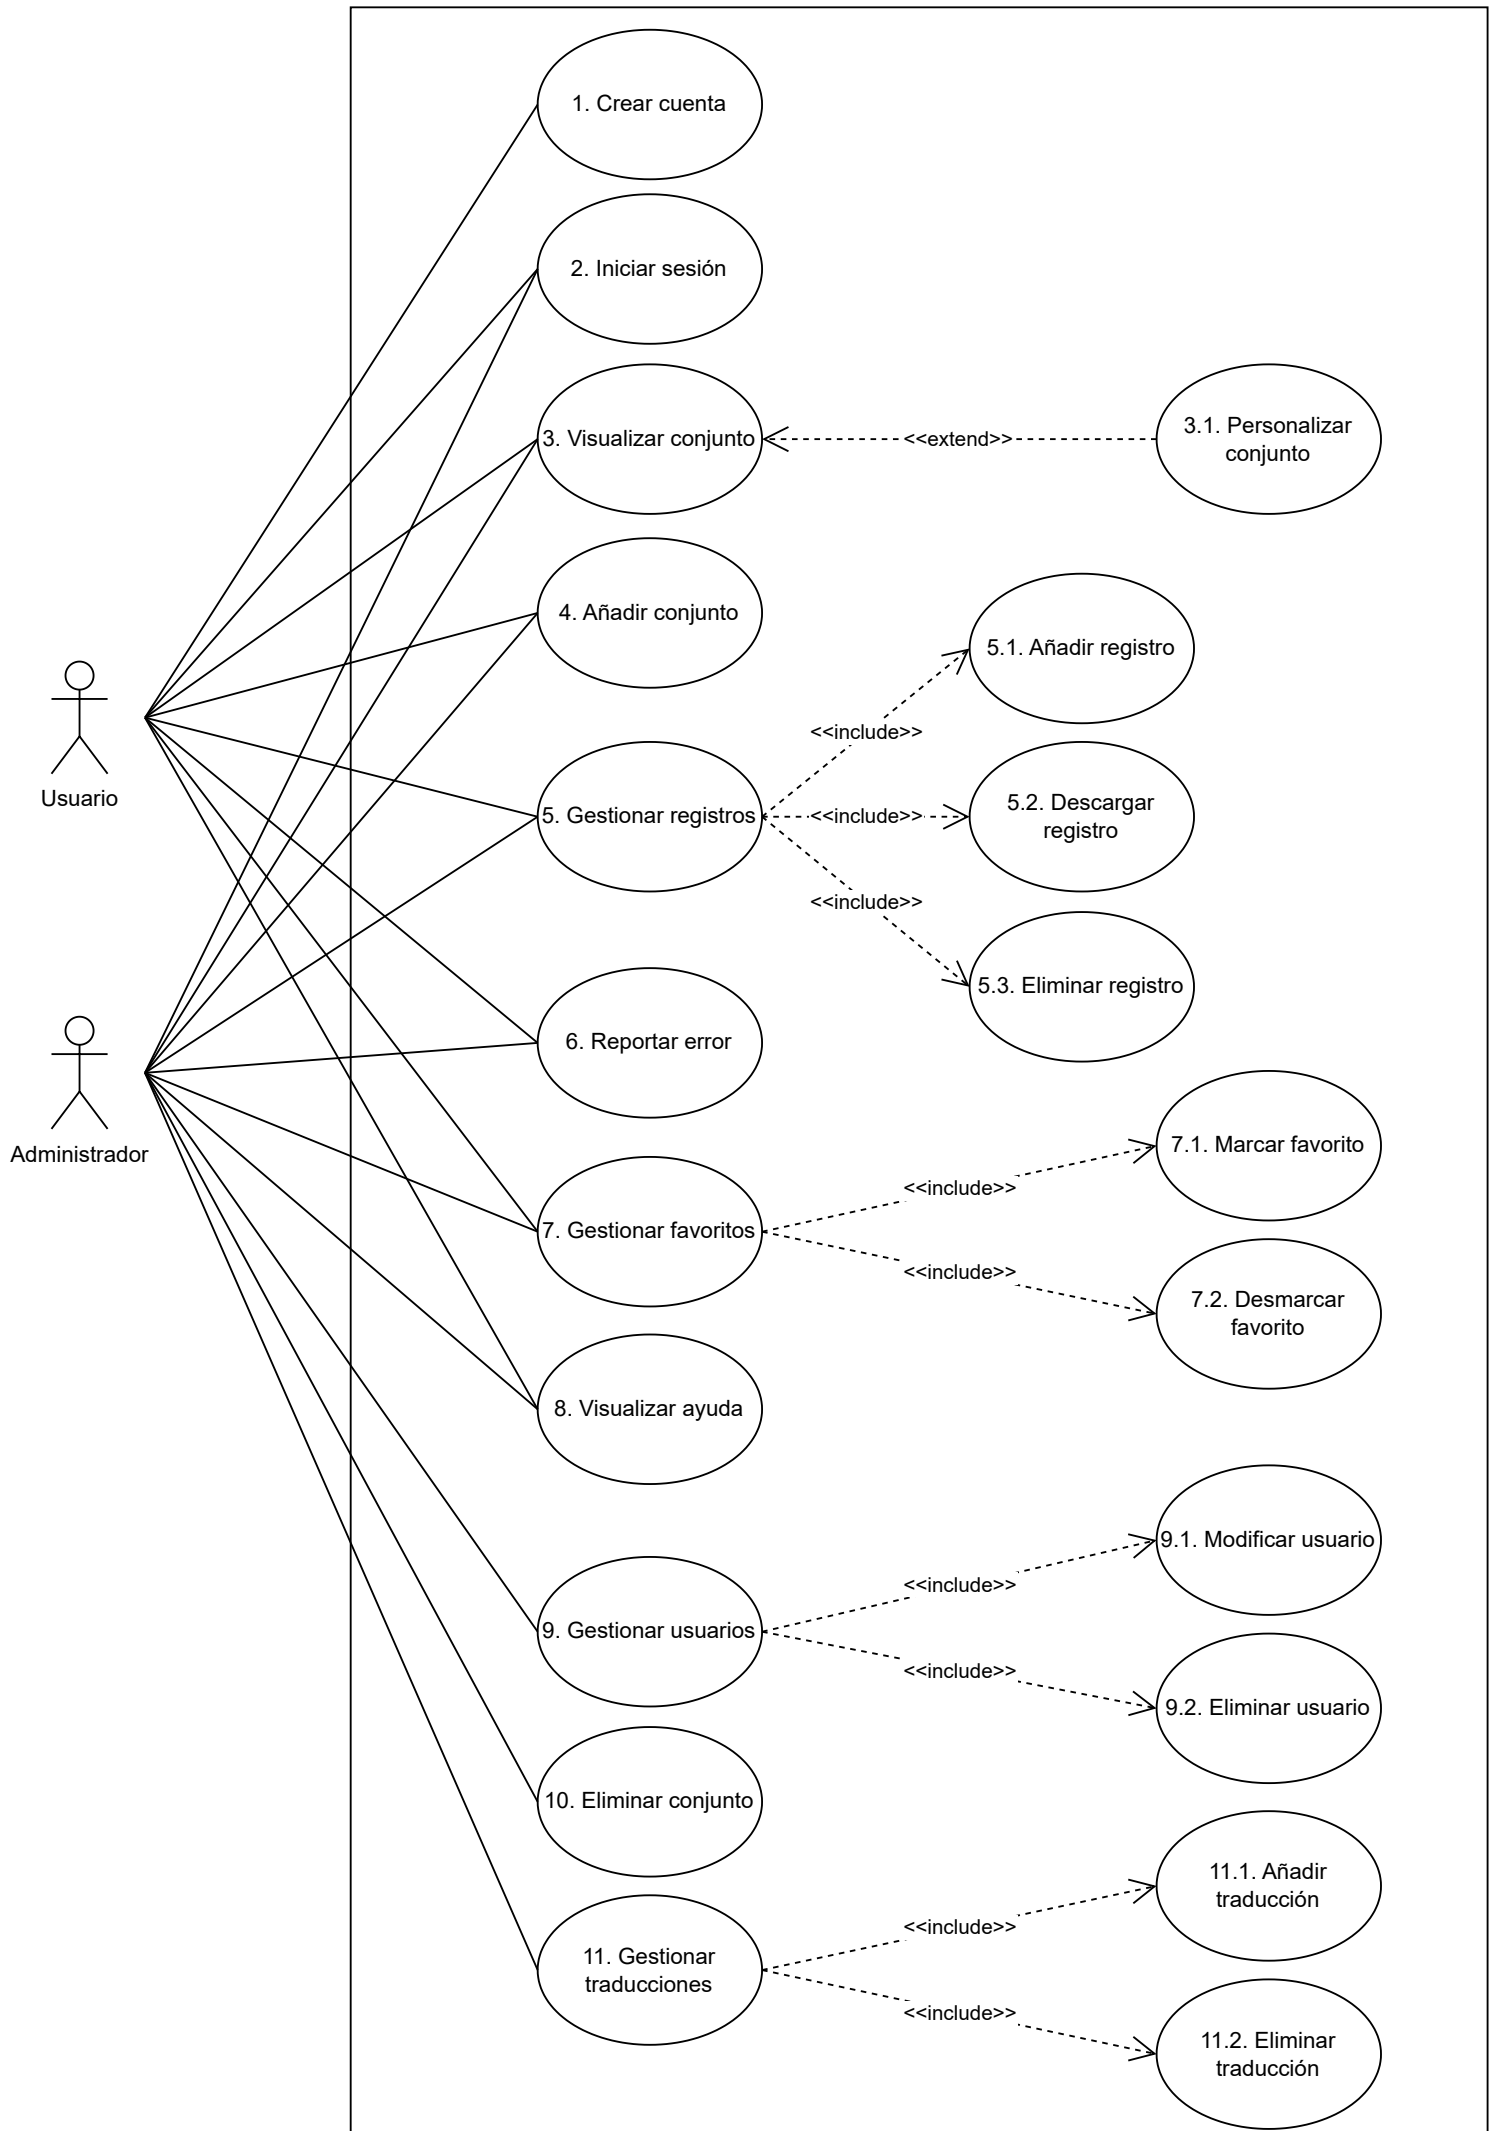 1. Crear cuenta
2. Iniciar sesión
3. Visualizar conjunto
<<extend>>
3.1. Personalizar
conjunto
4. Añadir conjunto
5.1. Añadir registro
<<include>>
Usuario
5. Gestionar registros
<<include>>
5.2. Descargar
registro
<<include>>
5.3. Eliminar registro
6. Reportar error
Administrador
7.1. Marcar favorito
<<include>>
7. Gestionar favoritos
<<include>>
7.2. Desmarcar
favorito
8. Visualizar ayuda
9.1. Modificar usuario
<<include>>
9. Gestionar usuarios
<<include>>
9.2. Eliminar usuario
10. Eliminar conjunto
11.1. Añadir
traducción
<<include>>
11. Gestionar
traducciones
<<include>>
11.2. Eliminar
traducción